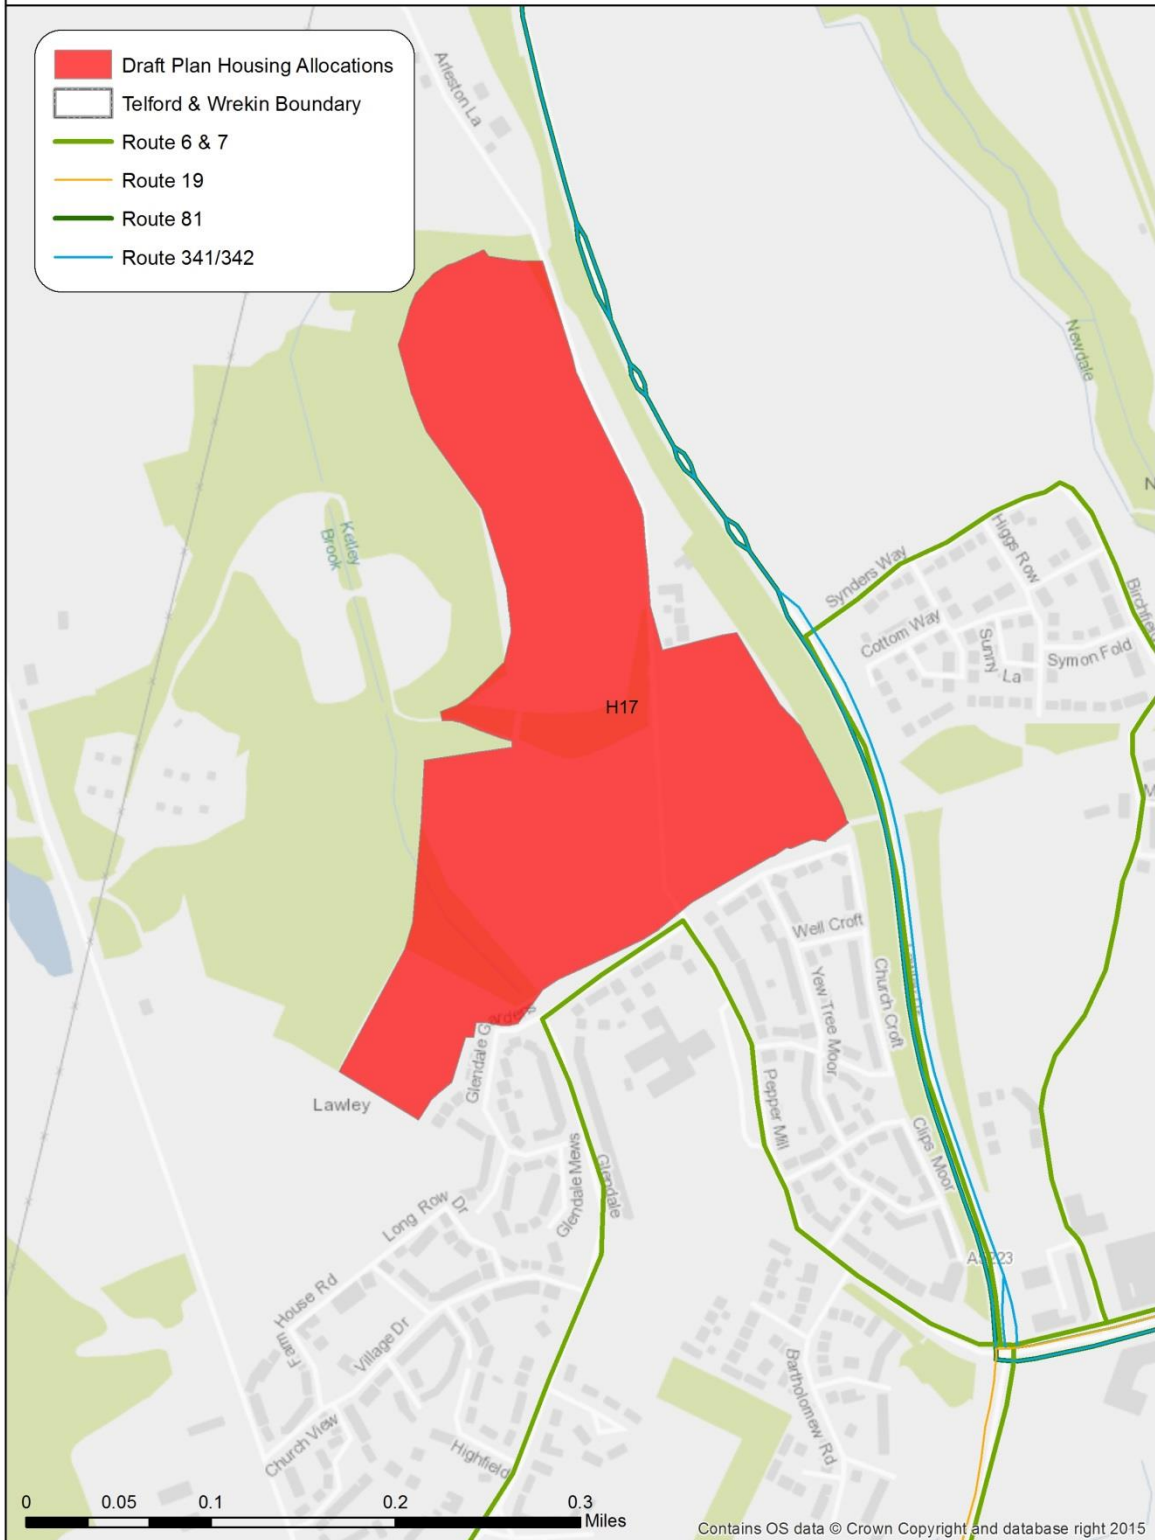 Draft Plan Housing Allocations
Telford & Wrekin Boundary
Route 6 & 7
Route 19
Route 81
Route 341/342
Arleston La
Newdale
N
Ketley
Brook
Higgs Row
Synders Way
Birchfie
Cottom Way
Sunny
La
Symon Fold
H17
M
Well Croft
Church Croft
Yew Tree Moor
Glendale Gardens
Pepper Mill
Lawley
Clips Moor
Glendale Mews
Glendale
Long Row
Dr
A5223
Farm
House Rd
Village Dr
Bartholomew Rd
Church View
Highfield
0 0.05 0.1 0.2 0.3
Miles
Contains OS data © Crown Copyright and database right 2015